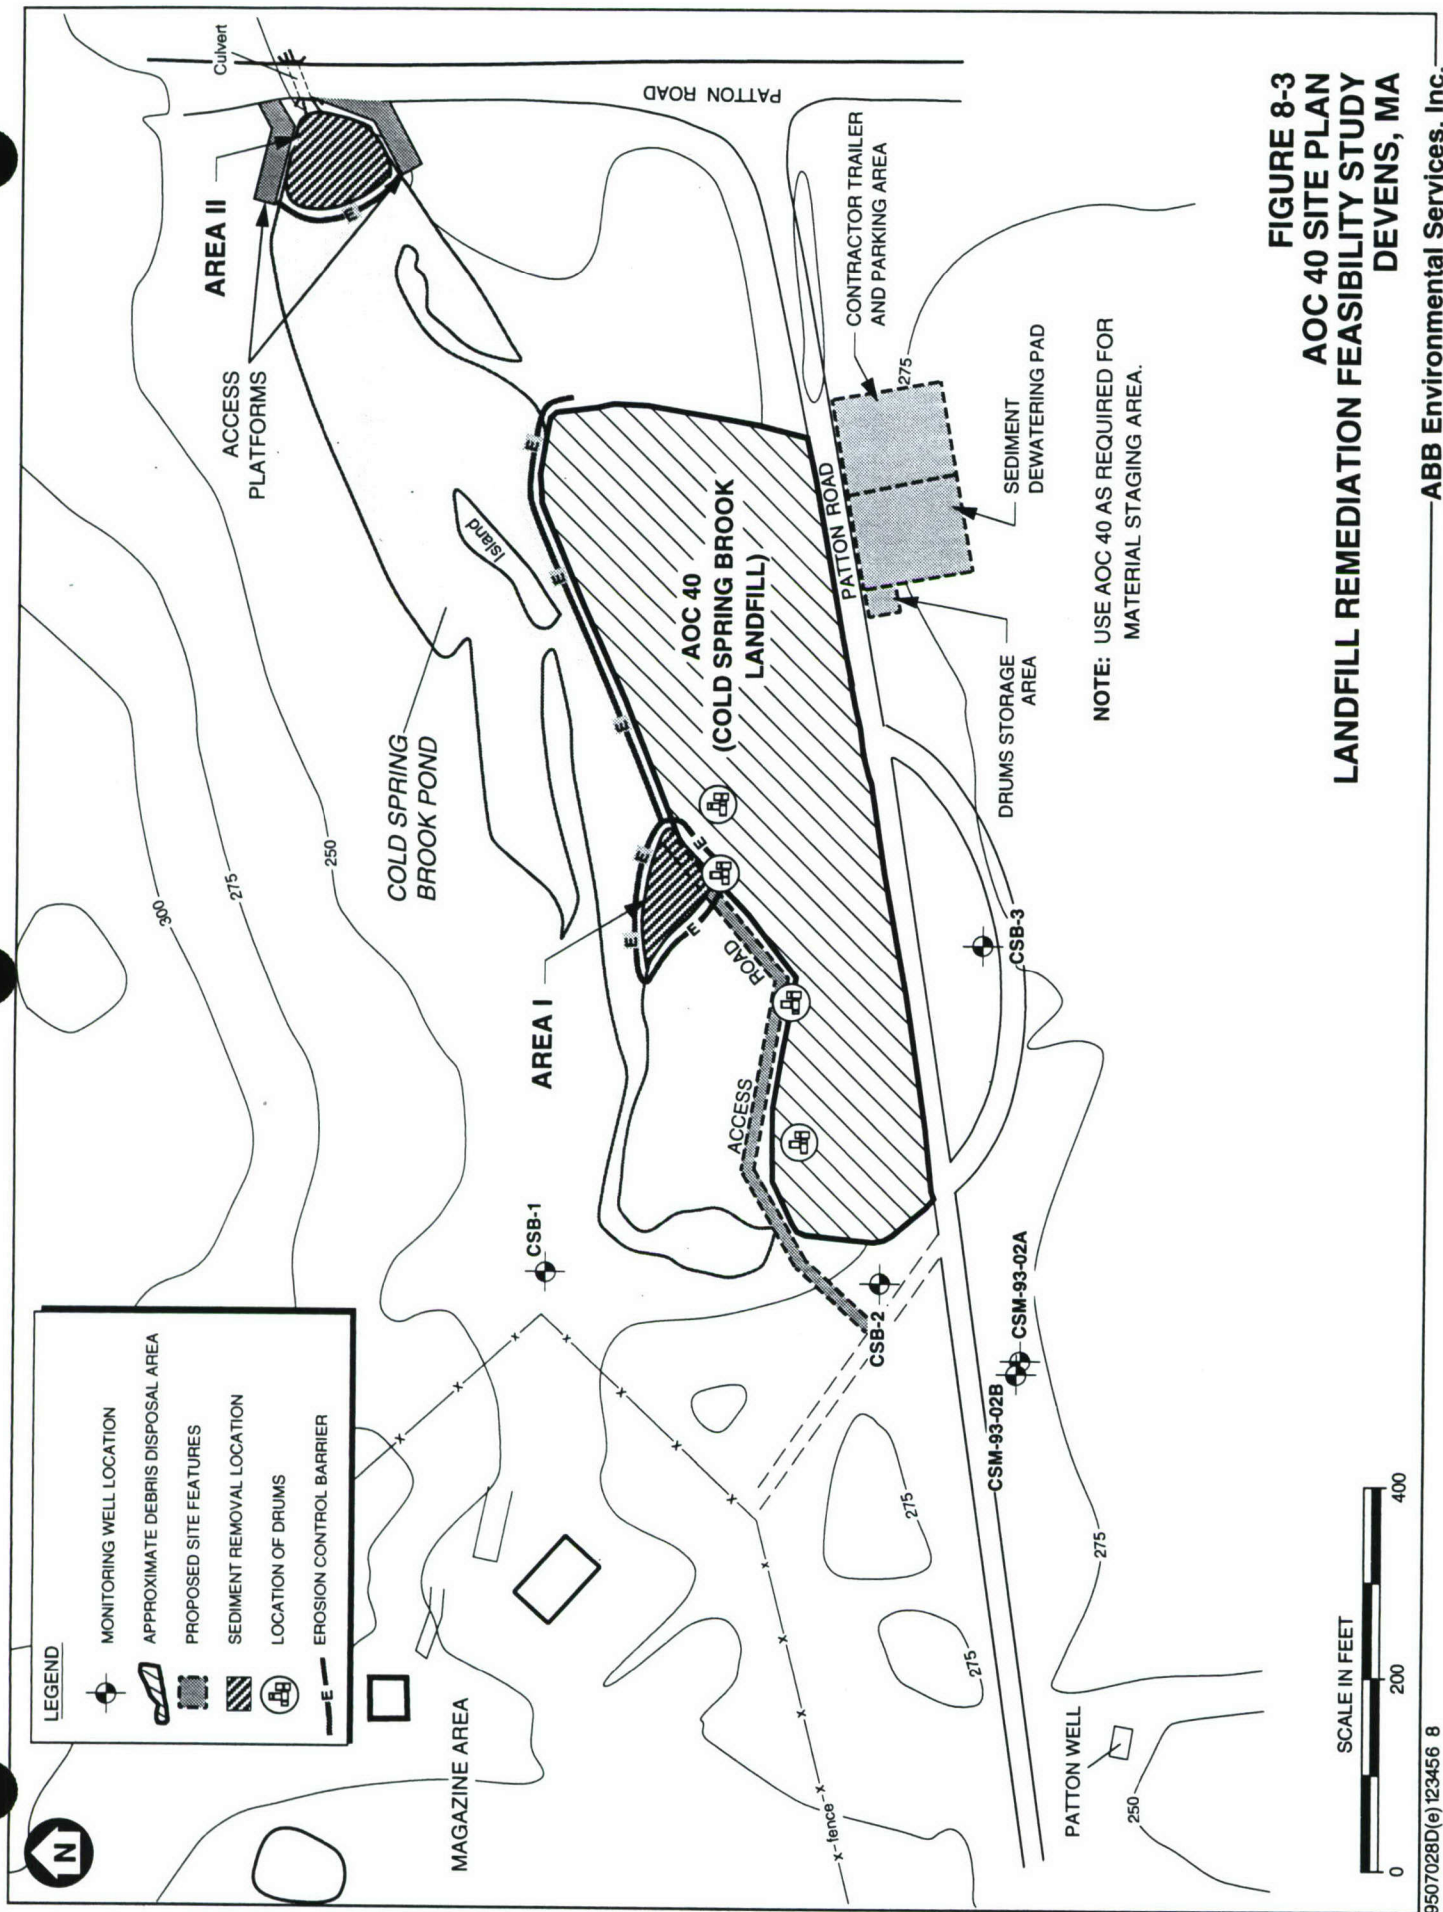 N
LEGEND
MONITORING WELL LOCATION
APPROXIMATE DEBRIS DISPOSAL AREA
PROPOSED SITE FEATURES
SEDIMENT REMOVAL LOCATION
LOCATION OF DRUMS
E
EROSION CONTROL BARRIER
MAGAZINE AREA
300
275
250
COLD SPRING
BROOK POND
Island
ACCESS
PLATFORMS
AREA II
Culvert
E
E
PATTON ROAD
AREA I
E
E
E
E
E
E
E
CSB-1
ACCESS
ROAD
AOC 40
(COLD SPRING BROOK
LANDFILL)
PATTON ROAD
CONTRACTOR TRAILER
AND PARKING AREA
275
SEDIMENT
DEWATERING PAD
DRUMS STORAGE
AREA
NOTE: USE AOC 40 AS REQUIRED FOR
MATERIAL STAGING AREA.
CSB-2
CSB-3
CSM-93-02B
CSM-93-02A
275
275
275
x-fence-x
PATTON WELL
250
SCALE IN FEET
0 200 400
FIGURE 8-3
AOC 40 SITE PLAN
LANDFILL REMEDIATION FEASIBILITY STUDY
DEVENS, MA
ABB Environmental Services, Inc.
9507028D(e)123456 8